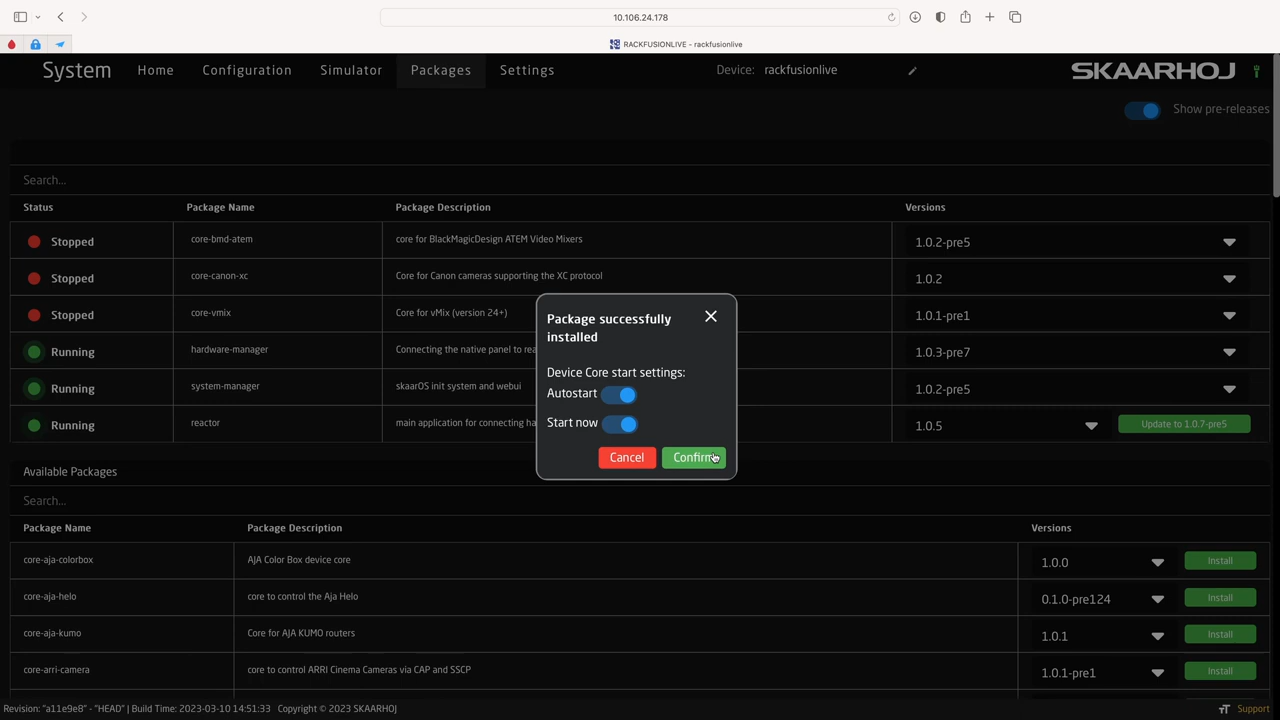 10.106.24.178
RACKFUSIONLIVE - rackfusionlive
System Home Configuration Simulator Packages Settings Device: rackfusionlive SKAARHOJ
Show pre-releases
Search...
Status Package Name Package Description Versions
Stopped core-bmd-atem core for BlackMagicDesign ATEM Video Mixers 1.0.2-pre5
Stopped core-canon-xc Core for Canon cameras supporting the XC protocol 1.0.2
Stopped core-vmix Core for vMix (version 24+) 1.0.1-pre1
Running hardware-manager Connecting the native panel to rea 1.0.3-pre7
Running system-manager skaarOS init system and webui 1.0.2-pre5
Running reactor main application for connecting ha 1.0.5 Update to 1.0.7-pre5
Package successfully
installed
Device Core start settings:
Autostart
Start now
Cancel Confirm
Available Packages
Search...
Package Name Package Description Versions
core-aja-colorbox AJA Color Box device core 1.0.0 Install
core-aja-helo core to control the Aja Helo 0.1.0-pre124 Install
core-aja-kumo Core for AJA KUMO routers 1.0.1 Install
core-arri-camera core to control ARRI Cinema Cameras via CAP and SSCP 1.0.1-pre1 Install
Revision: "a11e9e8" - "HEAD" | Build Time: 2023-03-10 14:51:33 Copyright © 2023 SKAARHOJ Support